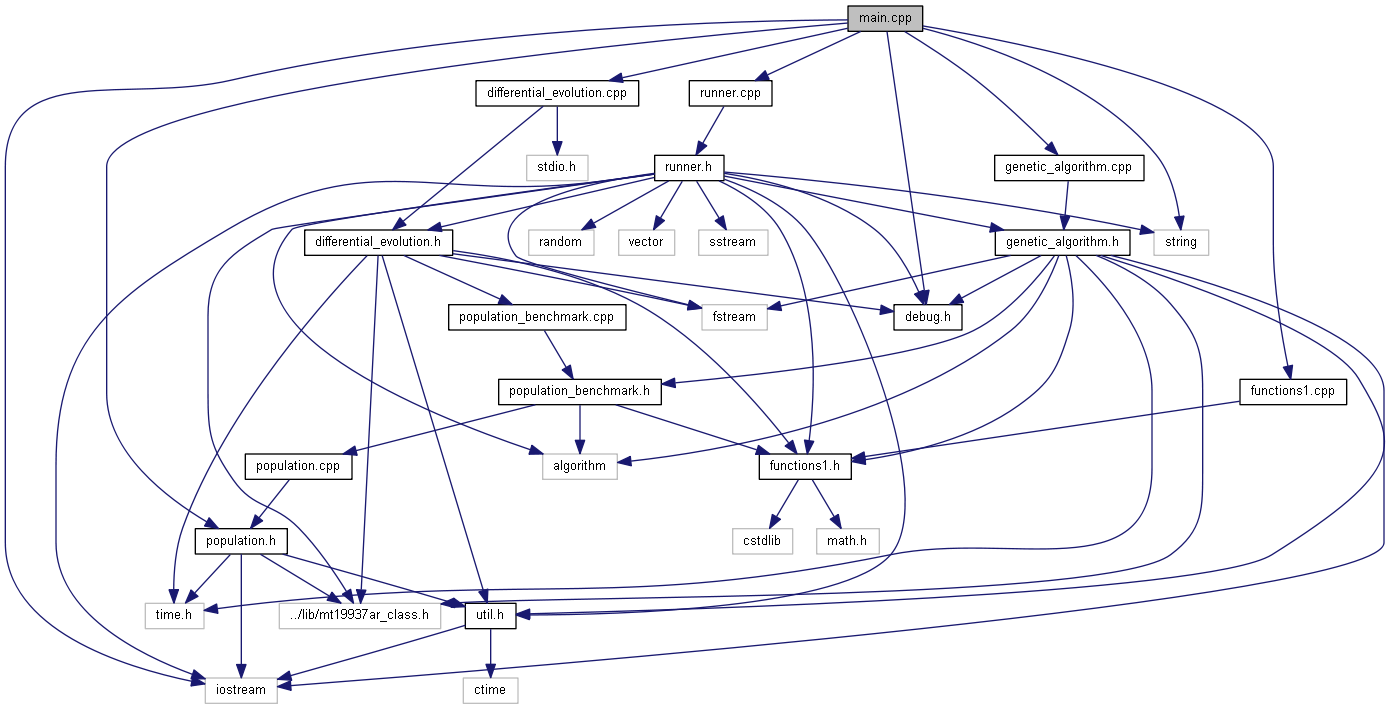 main.cpp
differential_evolution.cpp
runner.cpp
stdio.h
runner.h
genetic_algorithm.cpp
differential_evolution.h
random
vector
sstream
genetic_algorithm.h
string
population_benchmark.cpp
fstream
debug.h
population_benchmark.h
functions1.cpp
population.cpp
algorithm
functions1.h
population.h
cstdlib
math.h
time.h
../lib/mt19937ar_class.h
util.h
iostream
ctime